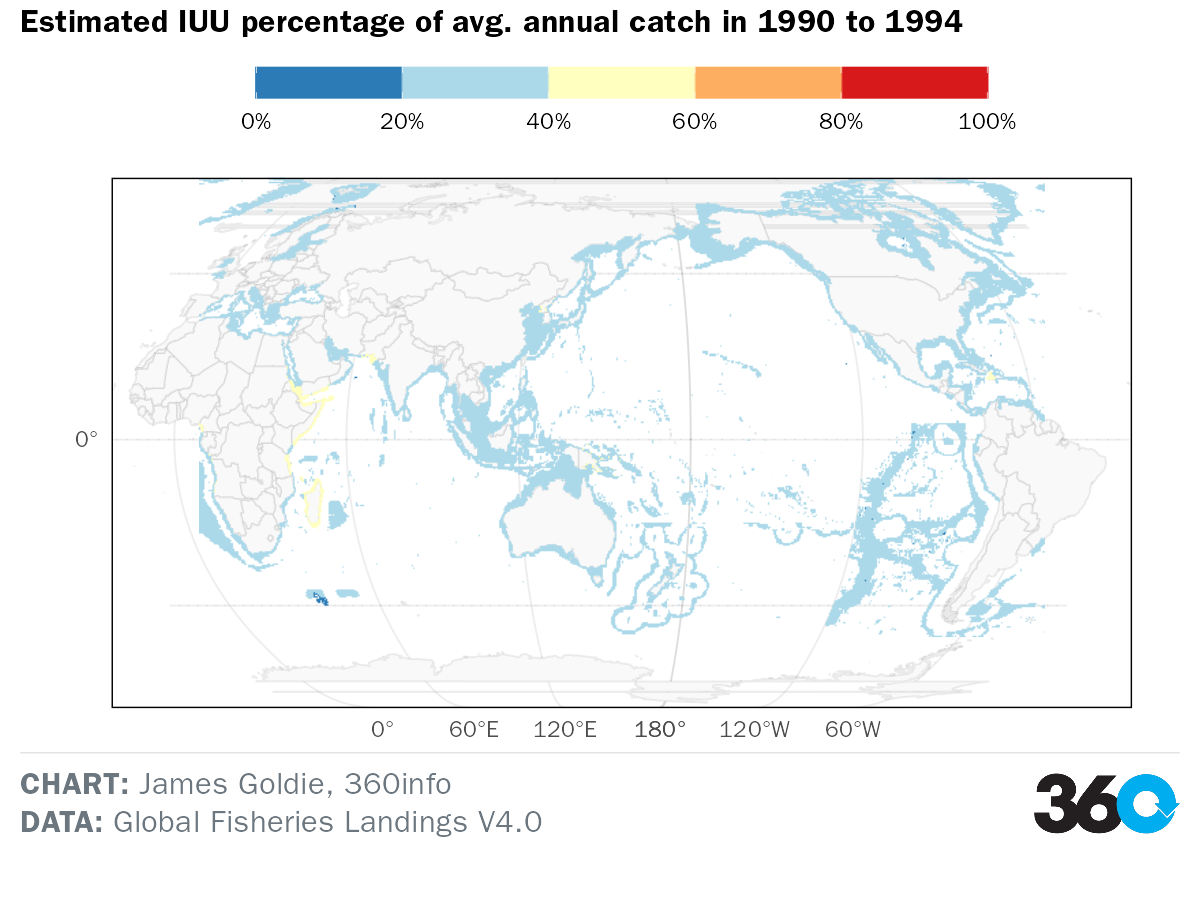 Estimated IUU percentage of avg. annual catch in 1990 to 1994
0% 20% 40% 60% 80% 100%
0°
0° 60°E 120°E 180° 120°W 60°W
CHART: James Goldie, 360info
DATA: Global Fisheries Landings V4.0
360